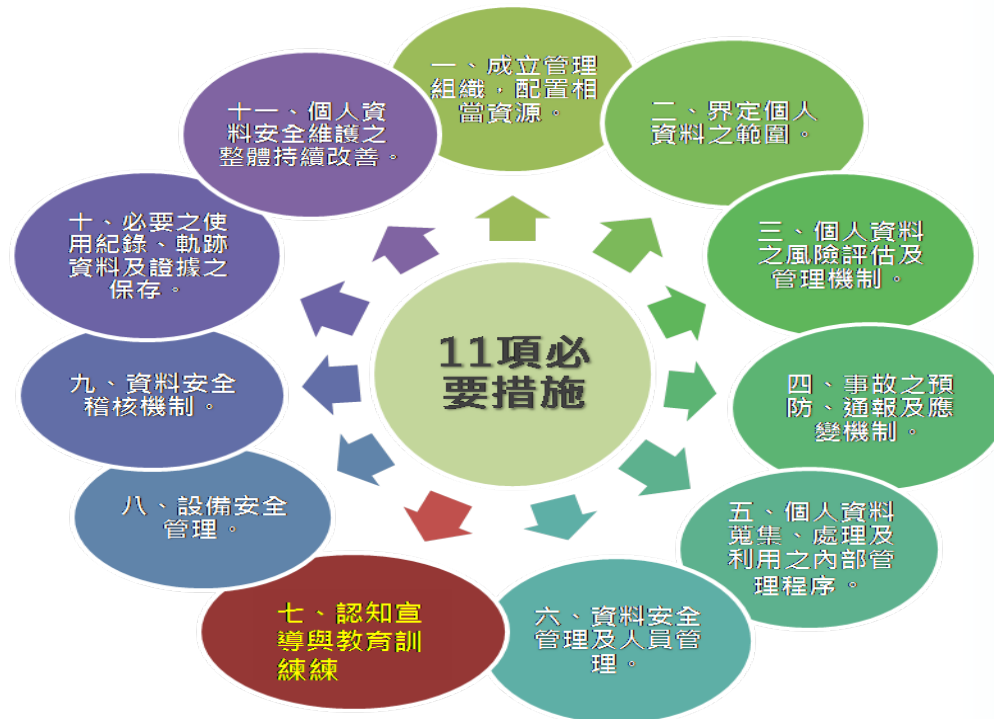 11項必
要措施
一、成立管理
組織，配置相
當資源。
二、界定個人
資料之範圍。
三、個人資料
之風險評估及
管理機制。
四、事故之預
防、通報及應
變機制。
五、個人資料
蒐集、處理及
利用之內部管
理程序。
六、資料安全
管理及人員管
理。
七、認知宣
導與教育訓
練練
八、設備安全
管理。
九、資料安全
稽核機制。
十、必要之使
用紀錄、軌跡
資料及證據之
保存。
十一、個人資
料安全維護之
整體持續改善。